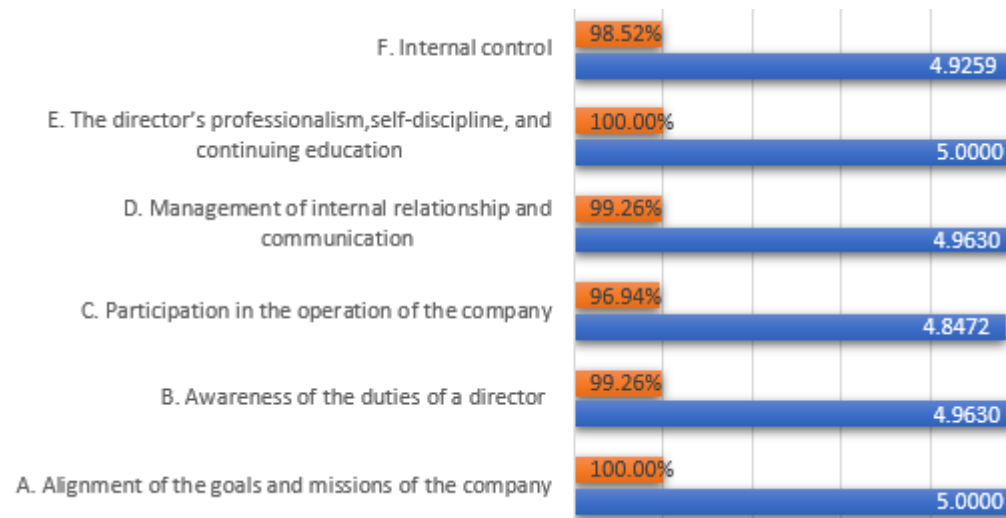 F. Internal control
98.52%
4.9259
E. The director's professionalism,self-discipline, and
continuing education
100.00%
5.0000
D. Management of internal relationship and
communication
99.26%
4.9630
C. Participation in the operation of the company
96.94%
4.8472
B. Awareness of the duties of a director
99.26%
4.9630
A. Alignment of the goals and missions of the company
100.00%
5.0000